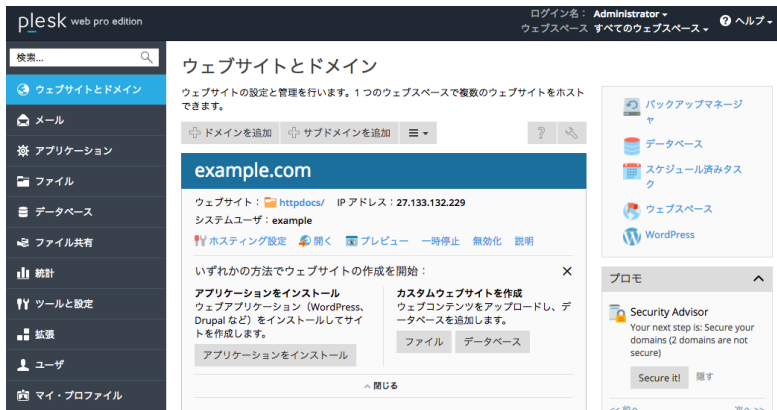 plesk web pro edition
ログイン名： Administrator
ウェブスペース すべてのウェブスペース
ヘルプ
検索...
ウェブサイトとドメイン
メール
アプリケーション
ファイル
データベース
ファイル共有
統計
ツールと設定
拡張
ユーザ
マイ・プロファイル
ウェブサイトとドメイン
ウェブサイトの設定と管理を行います。1 つのウェブスペースで複数のウェブサイトをホスト
できます。
ドメインを追加 サブドメインを追加
example.com
ウェブサイト： httpdocs/ IP アドレス：27.133.132.229
システムユーザ：example
ホスティング設定 開く プレビュー 一時停止 無効化 説明
いずれかの方法でウェブサイトの作成を開始：
アプリケーションをインストール
ウェブアプリケーション（WordPress、
Drupal など）をインストールしてサイ
トを作成します。
アプリケーションをインストール
カスタムウェブサイトを作成
ウェブコンテンツをアップロードし、デ
ータベースを追加します。
ファイル データベース
閉じる
バックアップマネージ
ャ
データベース
スケジュール済みタス
ク
ウェブスペース
WordPress
プロモ
Security Advisor
Your next step is: Secure your
domains (2 domains are not
secure)
Secure it! 隠す
<< 前へ 次へ >>